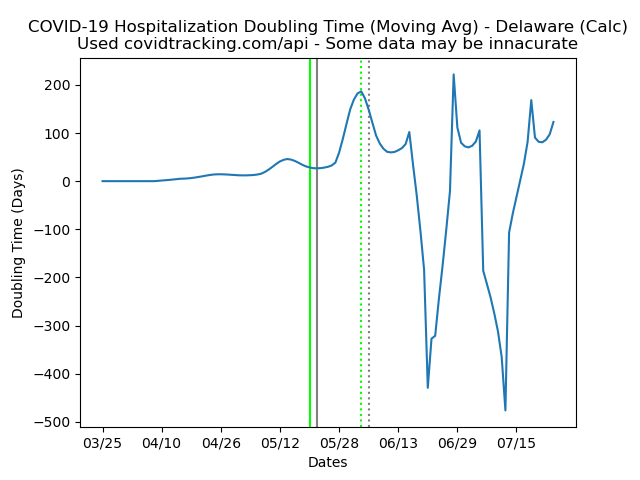 COVID-19 Hospitalization Doubling Time (Moving Avg) - Delaware (Calc)
Used covidtracking.com/api - Some data may be innacurate
200
100
0
−100
−200
−300
−400
−500
Doubling Time (Days)
03/25 04/10 04/26 05/12 05/28 06/13 06/29 07/15
Dates